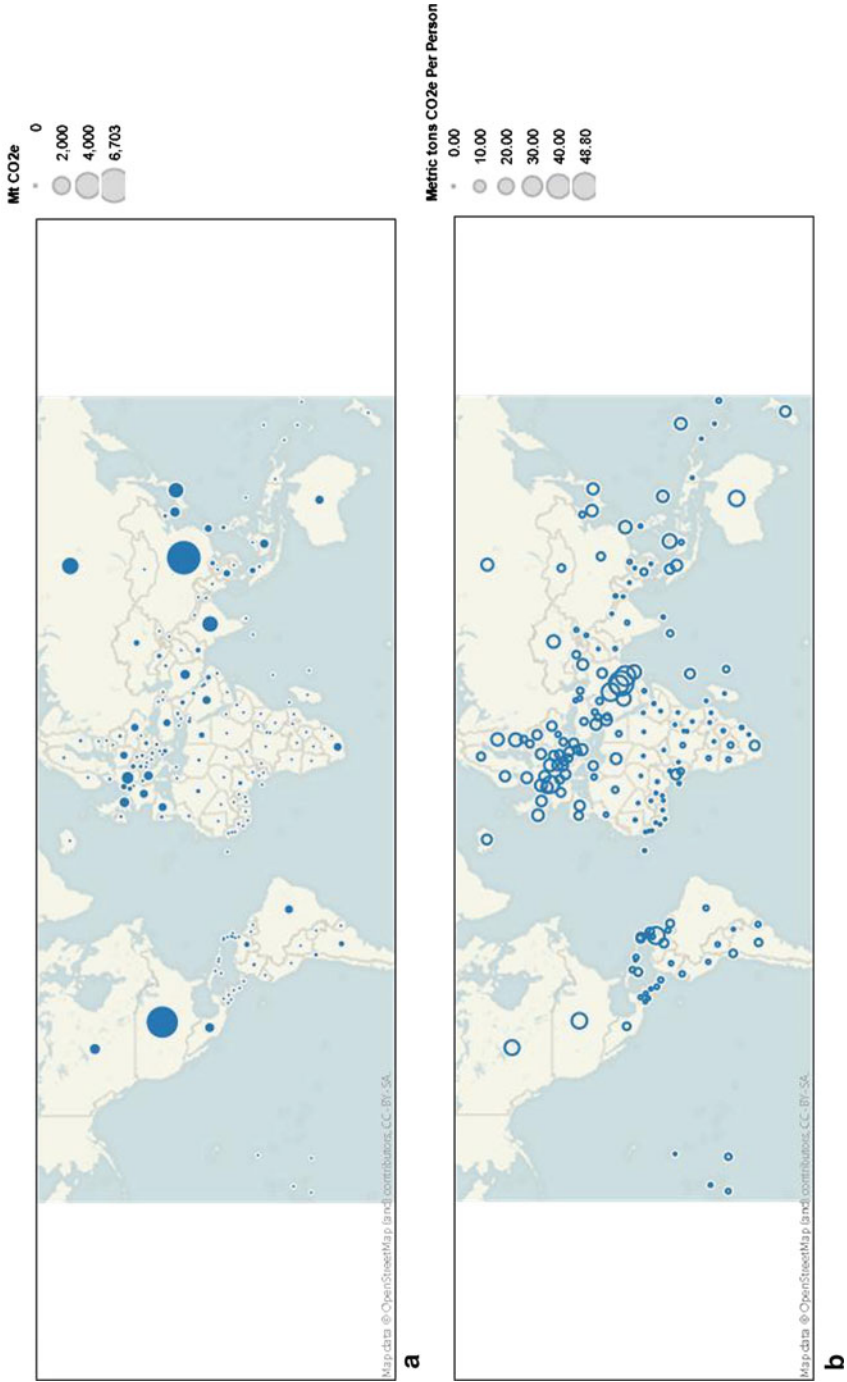 Mt CO2e
0
2,000
4,000
6,703
Map data © OpenStreetMap (and) contributors, CC-BY-SA.
a
Metric tons CO2e Per Person
0.00
10.00
20.00
30.00
40.00
48.80
Map data © OpenStreetMap (and) contributors, CC-BY-SA.
b